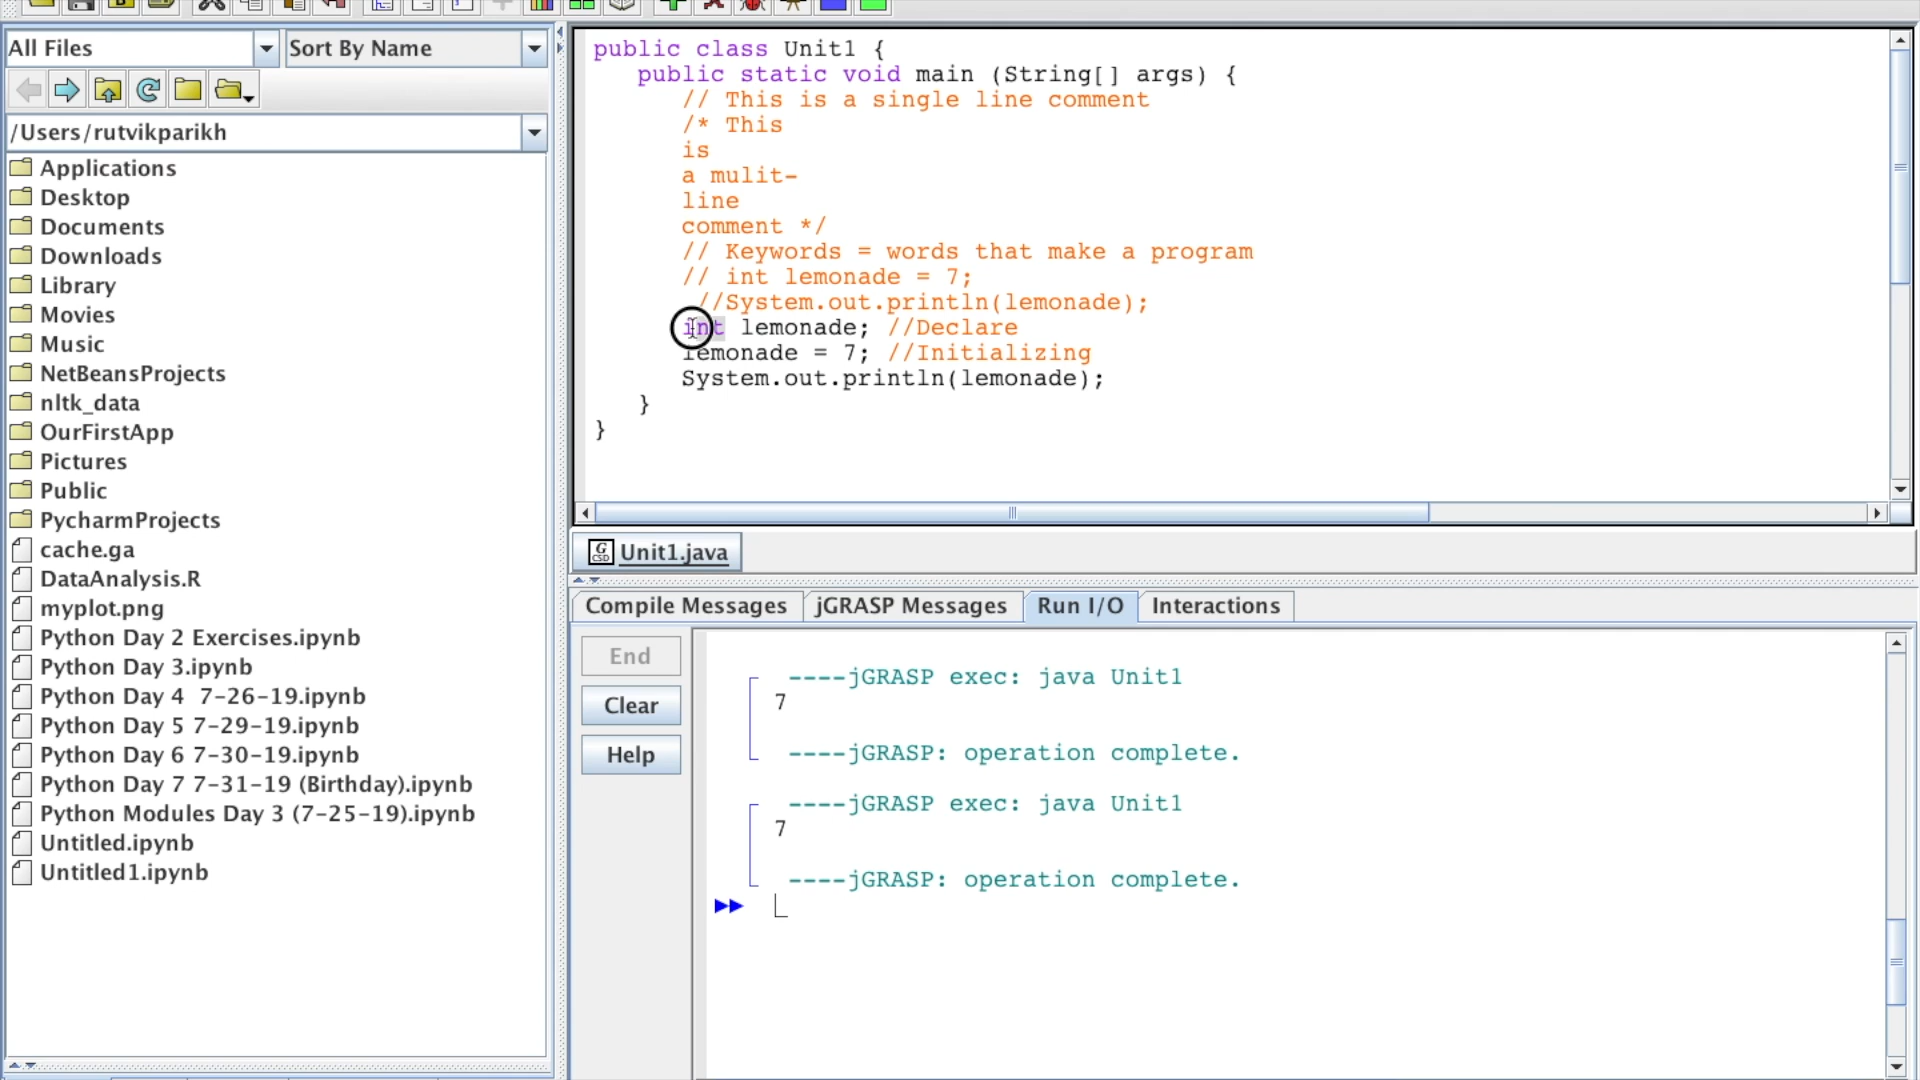 All Files
Sort By Name
/Users/rutvikparikh
Applications
Desktop
Documents
Downloads
Library
Movies
Music
NetBeansProjects
nltk_data
OurFirstApp
Pictures
Public
PycharmProjects
cache.ga
DataAnalysis.R
myplot.png
Python Day 2 Exercises.ipynb
Python Day 3.ipynb
Python Day 4  7-26-19.ipynb
Python Day 5 7-29-19.ipynb
Python Day 6 7-30-19.ipynb
Python Day 7 7-31-19 (Birthday).ipynb
Python Modules Day 3 (7-25-19).ipynb
Untitled.ipynb
Untitled1.ipynb
public class Unit1 {
public static void main (String[] args) {
// This is a single line comment
/* This
is
a mulit-
line
comment */
// Keywords = words that make a program
// int lemonade = 7;
//System.out.println(lemonade);
int lemonade; //Declare
lemonade = 7; //Initializing
System.out.println(lemonade);
}
}
Unit1.java
Compile Messages
jGRASP Messages
Run I/O
Interactions
End
Clear
Help
----jGRASP exec: java Unit1
7
----jGRASP: operation complete.
----jGRASP exec: java Unit1
7
----jGRASP: operation complete.